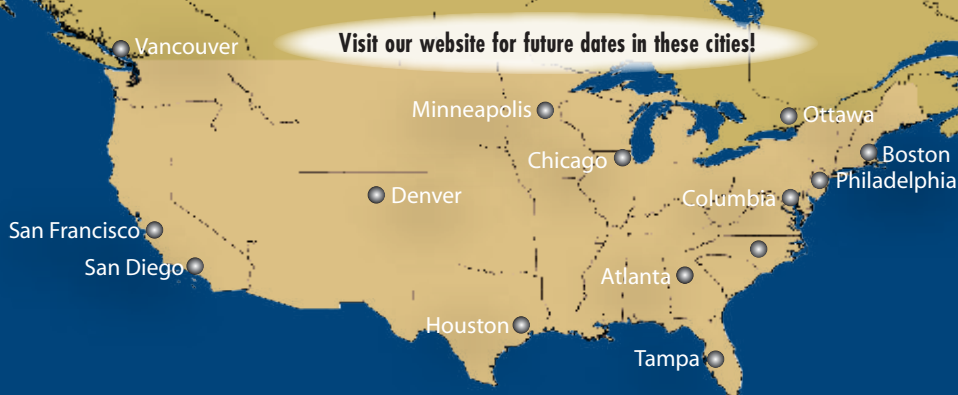 Visit our website for future dates in these cities!
Vancouver
Minneapolis
Ottawa
Chicago
Boston
Philadelphia
Denver
Columbia
San Francisco
San Diego
Atlanta
Houston
Tampa